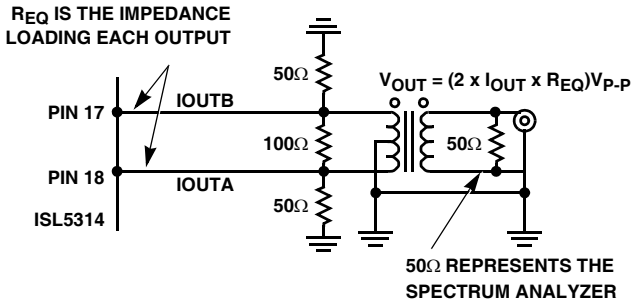 R_EQ IS THE IMPEDANCE
LOADING EACH OUTPUT
50Ω
V_OUT = (2 x I_OUT x R_EQ)V_P-P
PIN 17
IOUTB
100Ω
50Ω
PIN 18
IOUTA
50Ω
ISL5314
50Ω REPRESENTS THE
SPECTRUM ANALYZER